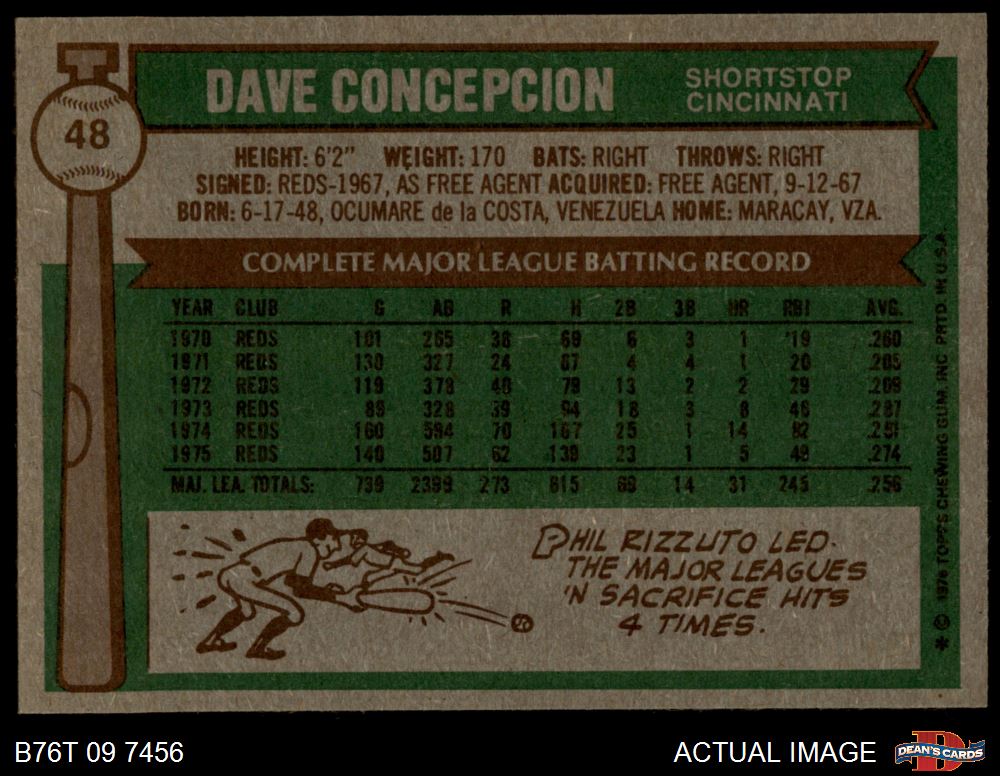 48
DAVE CONCEPCION
SHORTSTOP
CINCINNATI
HEIGHT: 6'2" WEIGHT: 170 BATS: RIGHT THROWS: RIGHT
SIGNED: REDS-1967, AS FREE AGENT ACQUIRED: FREE AGENT, 9-12-67
BORN: 6-17-48, OCUMARE de la COSTA, VENEZUELA HOME: MARACAY, VZA.
COMPLETE MAJOR LEAGUE BATTING RECORD
YEAR CLUB G AB R H 2B 3B HR RBI AVG.
1970 REDS 101 265 38 69 6 3 1 19 .260
1971 REDS 130 327 24 67 4 4 1 20 .205
1972 REDS 119 378 40 79 13 2 2 29 .209
1973 REDS 89 328 39 94 18 3 8 46 .287
1974 REDS 160 594 70 167 25 1 14 82 .281
1975 REDS 140 507 62 139 23 1 5 49 .274
MAJ. LEA. TOTALS: 739 2399 273 615 89 14 31 245 .256
PHIL RIZZUTO LED
THE MAJOR LEAGUES
'N SACRIFICE HITS
4 TIMES.
* © 1976 TOPPS CHEWING GUM, INC. PRTD. IN U.S.A.
B76T 09 7456
ACTUAL IMAGE
D
DEAN'S CARDS